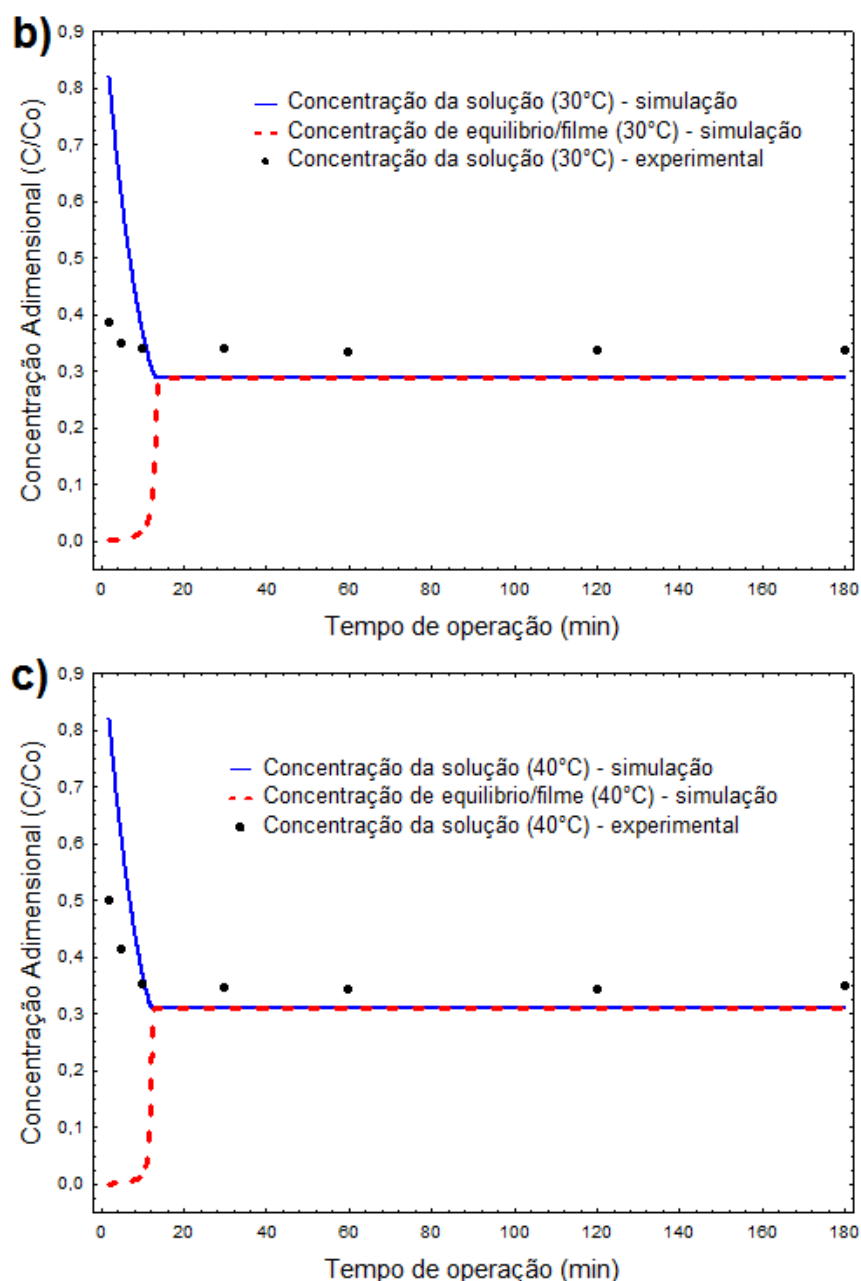 b)
0,9
0,8
0,7
0,6
0,5
0,4
0,3
0,2
0,1
0,0
Concentração Adimensional (C/Co)
Concentração da solução (30°C) - simulação
Concentração de equilibrio/filme (30°C) - simulação
Concentração da solução (30°C) - experimental
0 20 40 60 80 100 120 140 160 180
Tempo de operação (min)
c)
0,9
0,8
0,7
0,6
0,5
0,4
0,3
0,2
0,1
0,0
Concentração Adimensional (C/Co)
Concentração da solução (40°C) - simulação
Concentração de equilibrio/filme (40°C) - simulação
Concentração da solução (40°C) - experimental
0 20 40 60 80 100 120 140 160 180
Tempo de operação (min)